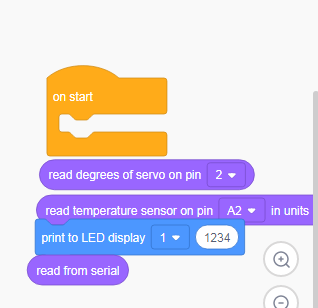 on start
read degrees of servo on pin 2
read temperature sensor on pin A2 in units
print to LED display 1 1234
read from serial